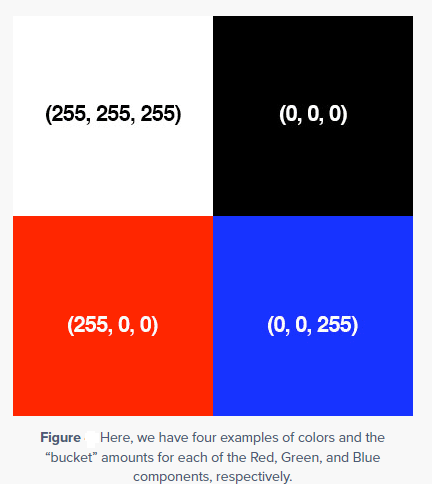 (255, 255, 255)
(0, 0, 0)
(255, 0, 0)
(0, 0, 255)
Figure Here, we have four examples of colors and the
“bucket” amounts for each of the Red, Green, and Blue
components, respectively.